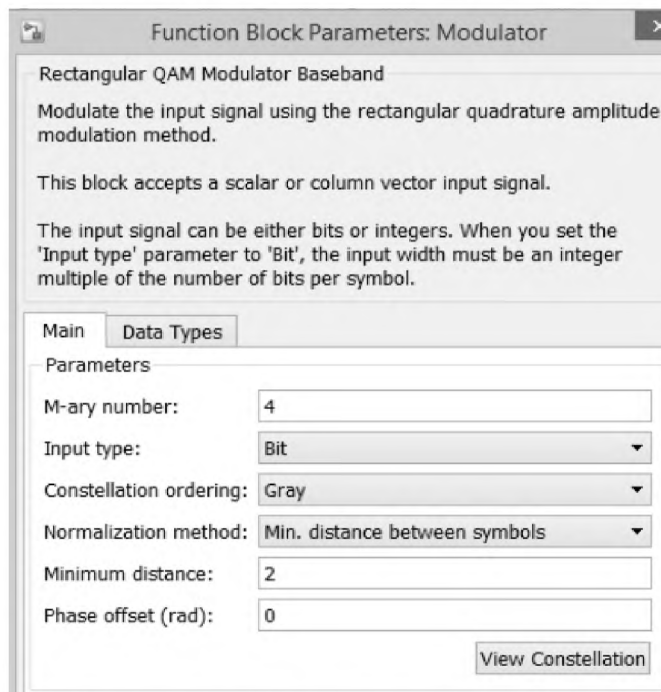 Function Block Parameters: Modulator
Rectangular QAM Modulator Baseband
Modulate the input signal using the rectangular quadrature amplitude
modulation method.
This block accepts a scalar or column vector input signal.
The input signal can be either bits or integers. When you set the
'Input type' parameter to 'Bit', the input width must be an integer
multiple of the number of bits per symbol.
Main Data Types
Parameters
M-ary number: 4
Input type: Bit
Constellation ordering: Gray
Normalization method: Min. distance between symbols
Minimum distance: 2
Phase offset (rad): 0
View Constellation